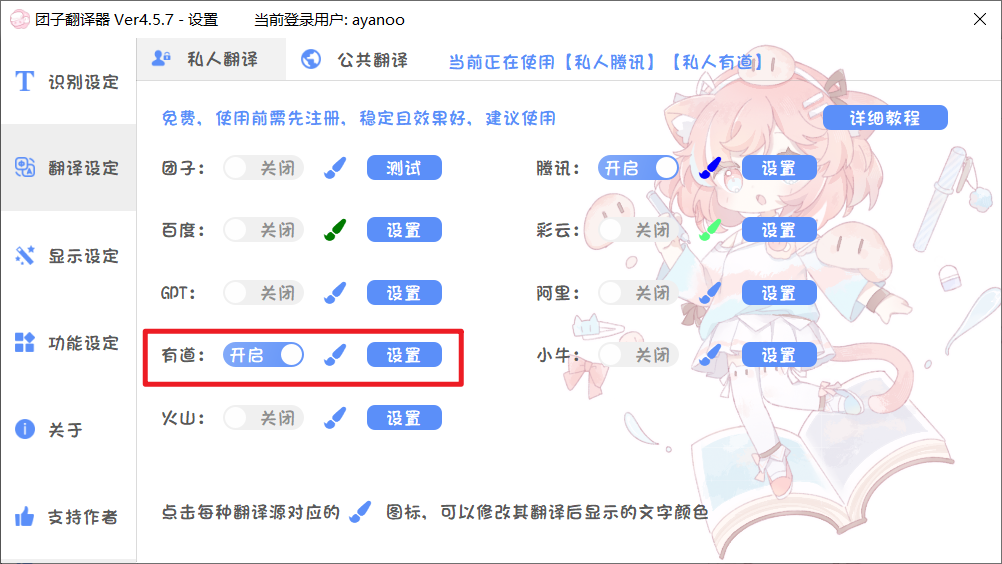 团子翻译器 Ver4.5.7 - 设置 当前登录用户: ayanoo
私人翻译 公共翻译 当前正在使用【私人腾讯】【私人有道】
识别设定
免费, 使用前需先注册, 稳定且效果好, 建议使用 详细教程
翻译设定
团子: 关闭 测试 腾讯: 开启 设置
百度: 关闭 设置 彩云: 关闭 设置
显示设定
GPT: 关闭 设置 阿里: 关闭 设置
功能设定
有道: 开启 设置 小牛: 关闭 设置
火山: 关闭 设置
关于
支持作者
点击每种翻译源对应的 图标, 可以修改其翻译后显示的文字颜色